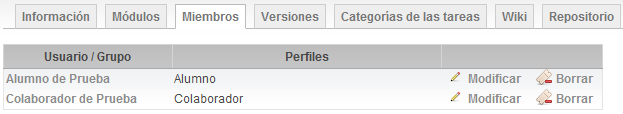 Información Módulos Miembros Versiones Categorías de las tareas Wiki Repositorio
Usuario / Grupo Perfiles
Alumno de Prueba Alumno Modificar Borrar
Colaborador de Prueba Colaborador Modificar Borrar